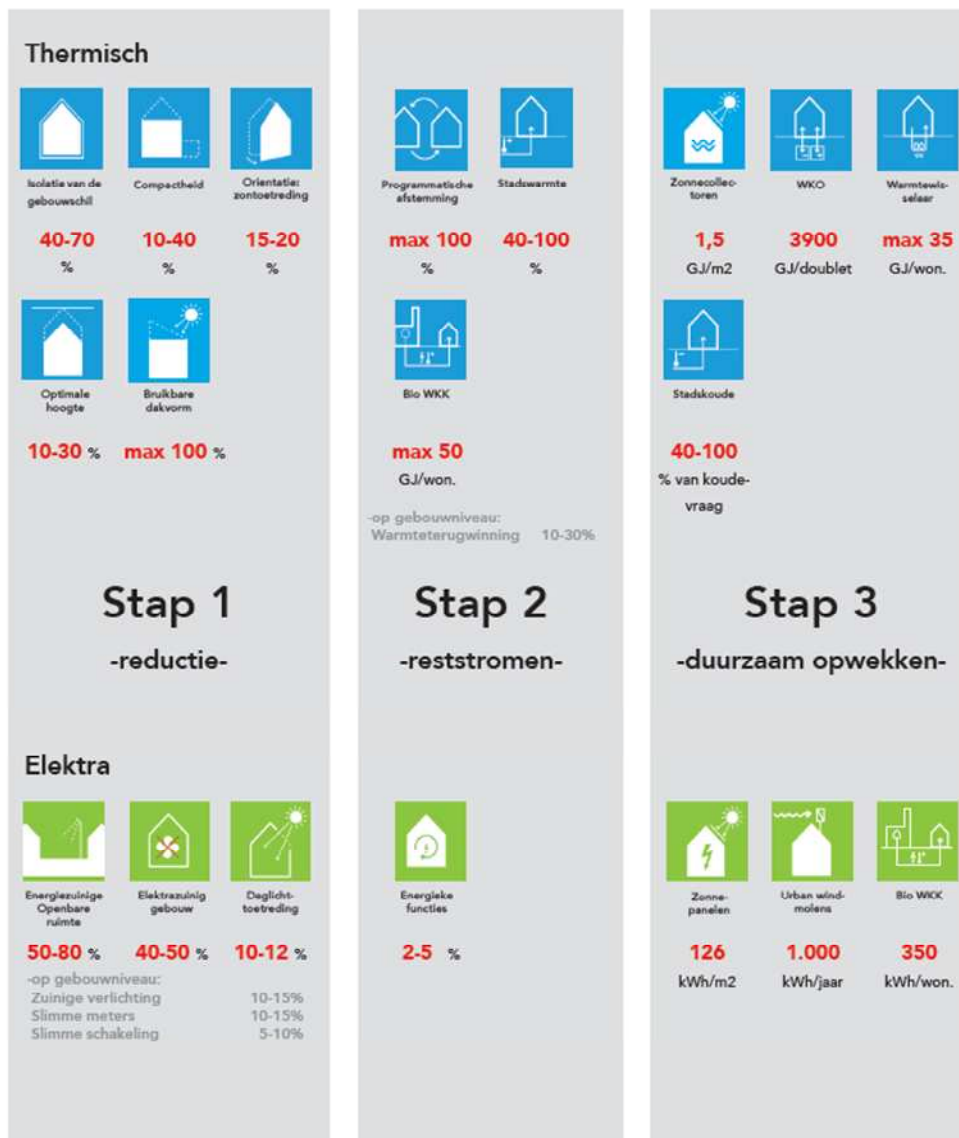 Thermisch
Isolatie van de
gebouwschil
40-70
%
Compactheid
10-40
%
Orientatie:
zontoetreding
15-20
%
Optimale
hoogte
10-30 %
Bruikbare
dakvorm
max 100 %
Stap 1
-reductie-
Elektra
Energiezuinige
Openbare
ruimte
50-80 %
Elektrazuinig
gebouw
40-50 %
Daglicht-
toetreding
10-12 %
-op gebouwniveau:
Zuinige verlichting 10-15%
Slimme meters 10-15%
Slimme schakeling 5-10%
Programmatische
afstemming
max 100
%
Stadswarmte
40-100
%
Bio WKK
max 50
GJ/won.
-op gebouwniveau:
Warmteterugwinning 10-30%
Stap 2
-reststromen-
Energieke
functies
2-5 %
Zonnecollec-
toren
1,5
GJ/m2
WKO
3900
GJ/doublet
Warmtewis-
selaar
max 35
GJ/won.
Stadskoude
40-100
% van koude-
vraag
Stap 3
-duurzaam opwekken-
Zonne-
panelen
126
kWh/m2
Urban wind-
molens
1.000
kWh/jaar
Bio WKK
350
kWh/won.